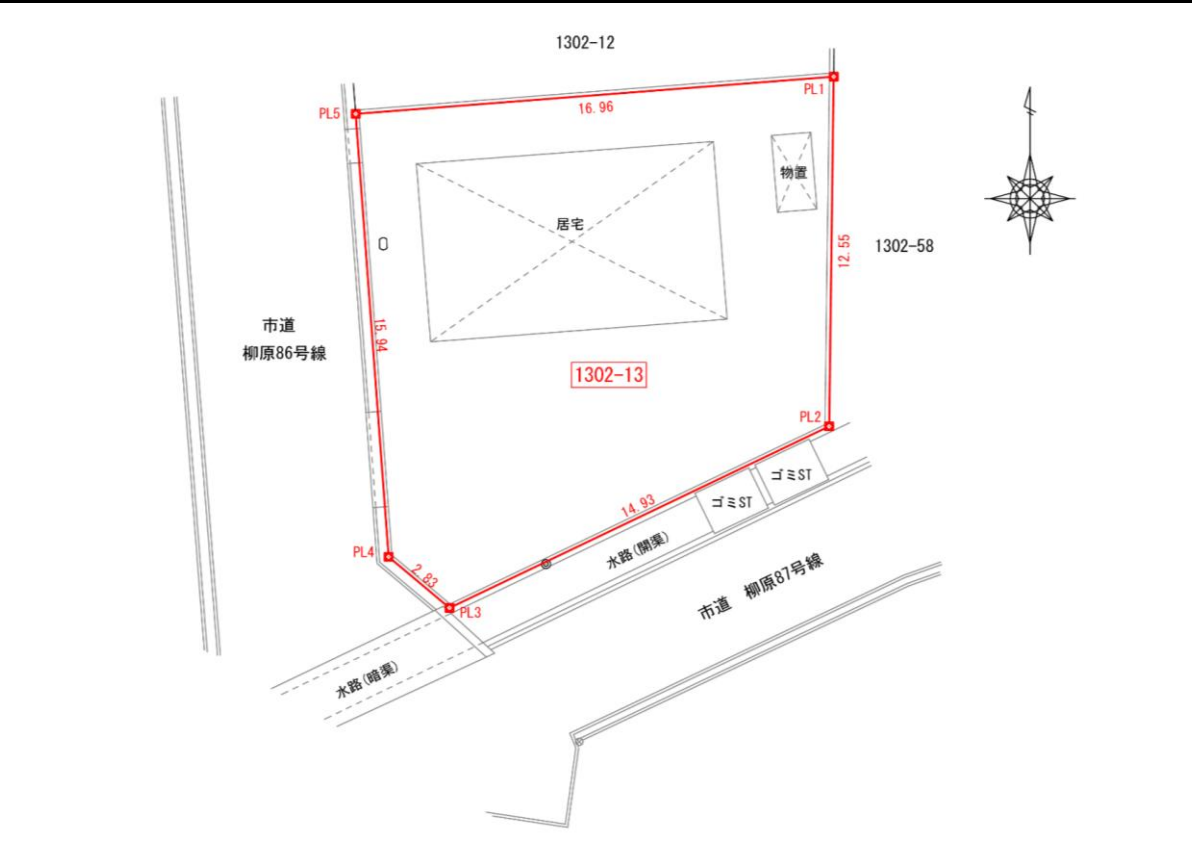 1302-12
PL1
PL5
16.96
物置
居宅
12.55
1302-58
市道
柳原86号線
15.94
1302-13
PL2
ゴミST
ゴミST
14.93
水路(開渠)
PL4
2.83
市道 柳原87号線
PL3
水路(暗渠)